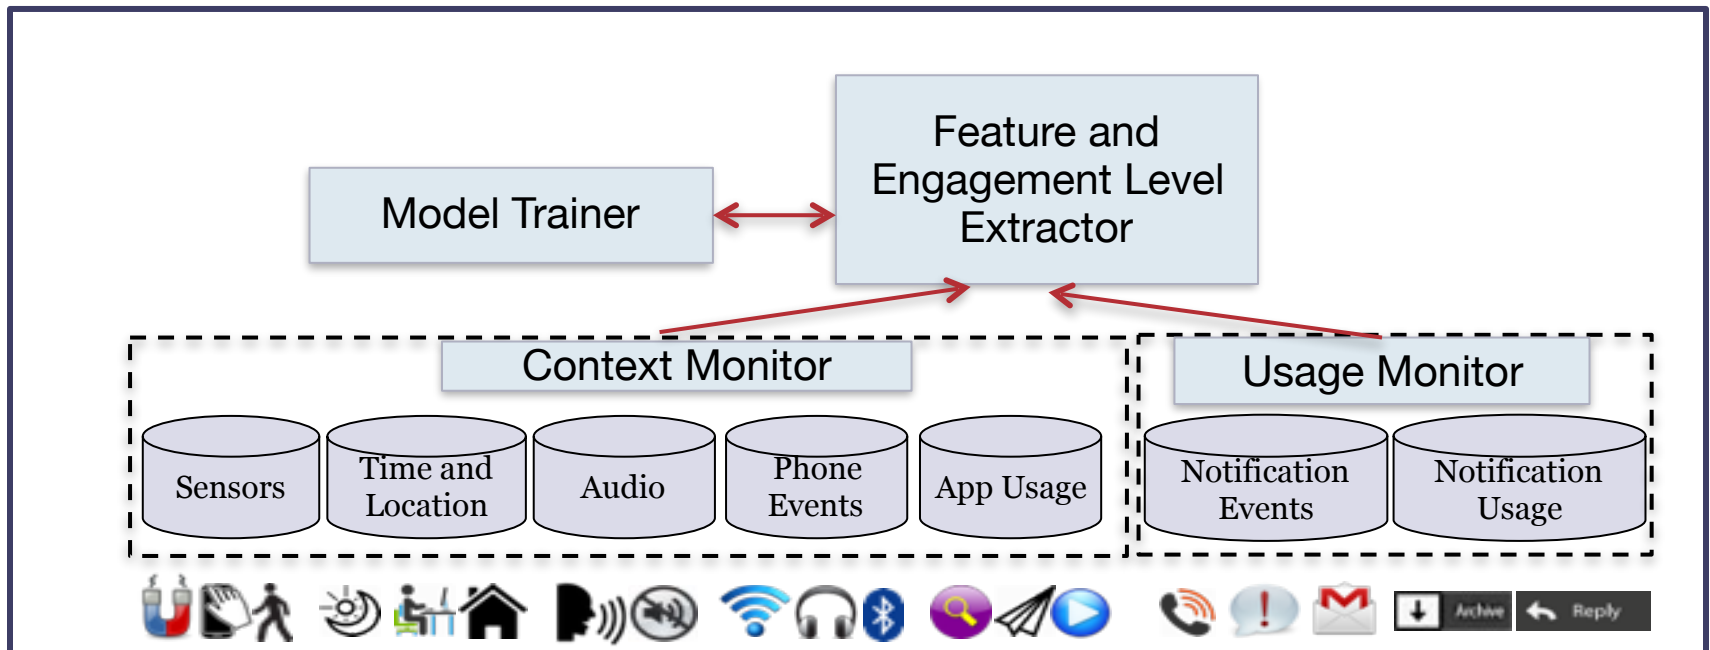 Feature and
Engagement Level
Extractor
Model Trainer
Context Monitor
Usage Monitor
Sensors
Time and
Location
Audio
Phone
Events
App Usage
Notification
Events
Notification
Usage
Archive
Reply